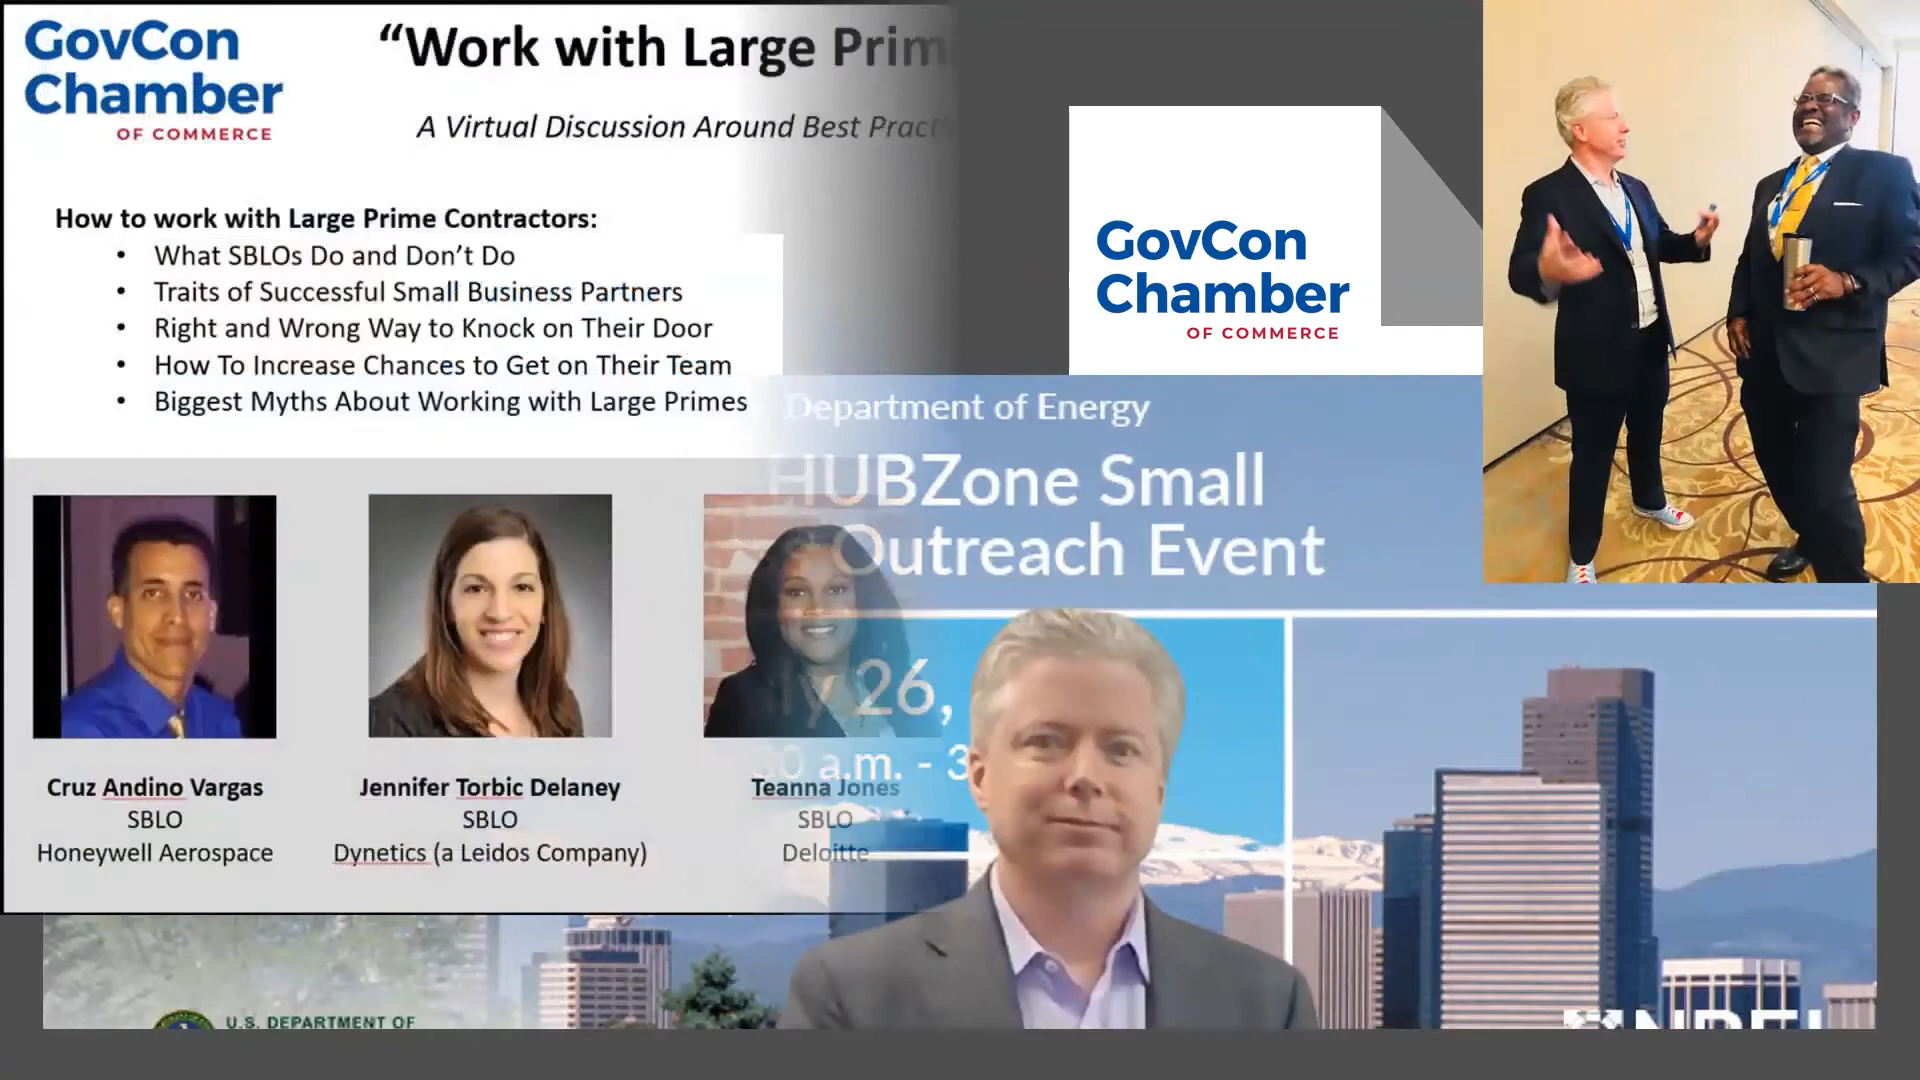 GovCon
Chamber
OF COMMERCE
“Work with Large Prim
A Virtual Discussion Around Best Pract
How to work with Large Prime Contractors:
• What SBLOs Do and Don’t Do
• Traits of Successful Small Business Partners
• Right and Wrong Way to Knock on Their Door
• How To Increase Chances to Get on Their Team
• Biggest Myths About Working with Large Primes
GovCon
Chamber
OF COMMERCE
Department of Energy
HUBZone Small
Outreach Event
26,
a.m. - 3
Cruz Andino Vargas
SBLO
Honeywell Aerospace
Jennifer Torbic Delaney
SBLO
Dynetics (a Leidos Company)
Teanna Jones
SBLO
Deloitte
U.S. DEPARTMENT OF
NREL